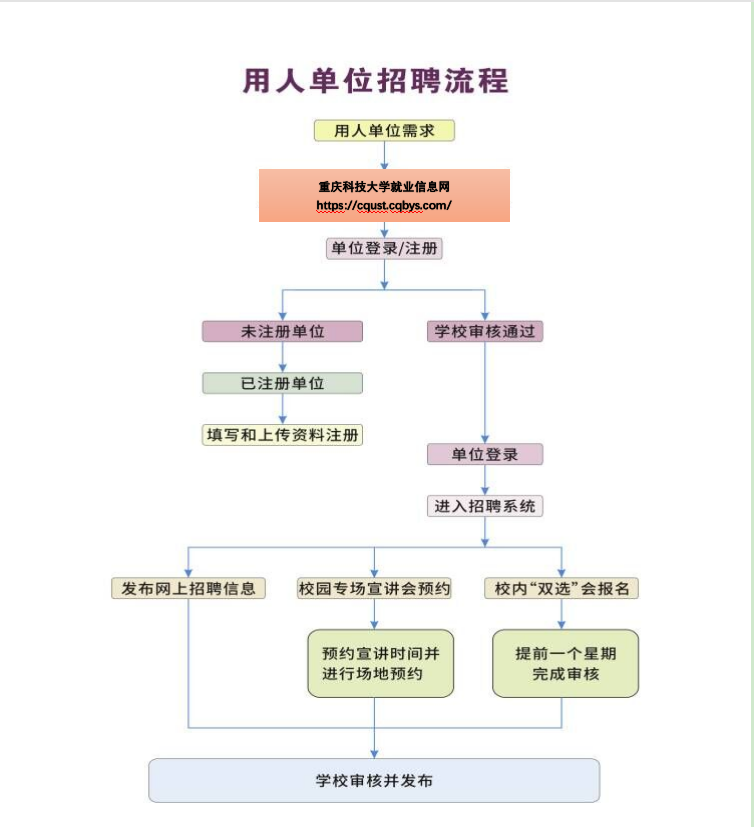 用人单位招聘流程
用人单位需求
重庆科技大学就业信息网
https://cqust.cqbys.com/
单位登录/注册
未注册单位
学校审核通过
已注册单位
填写和上传资料注册
单位登录
进入招聘系统
发布网上招聘信息
校园专场宣讲会预约
校内“双选”会报名
预约宣讲时间并
进行场地预约
提前一个星期
完成审核
学校审核并发布